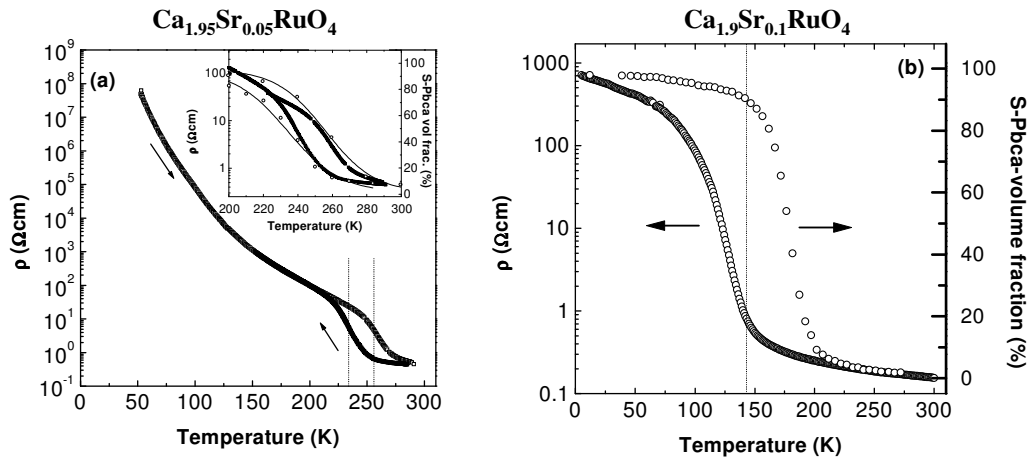 Ca1.95Sr0.05RuO4
(a)
10^9
10^8
10^7
10^6
10^5
10^4
10^3
10^2
10^1
10^0
10^-1
ρ (Ωcm)
0 50 100 150 200 250 300
Temperature (K)
100
10
1
ρ (Ωcm)
200 220 240 260 280 300
Temperature (K)
100
80
60
40
20
0
S-Pbca vol frac. (%)
Ca1.9Sr0.1RuO4
(b)
1000
100
10
1
0.1
ρ (Ωcm)
0 50 100 150 200 250 300
Temperature (K)
100
80
60
40
20
0
S-Pbca-volume fraction (%)